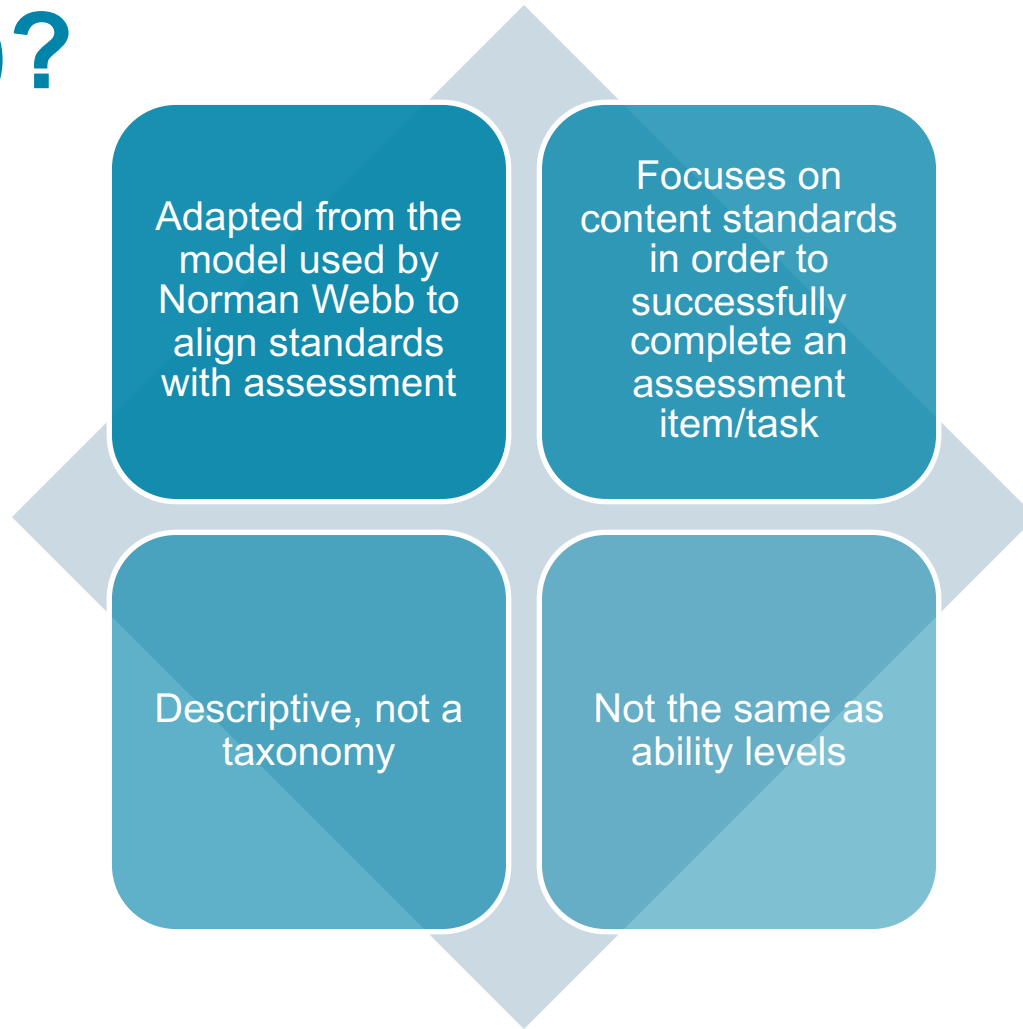 )?
Adapted from the
model used by
Norman Webb to
align standards
with assessment
Focuses on
content standards
in order to
successfully
complete an
assessment
item/task
Descriptive, not a
taxonomy
Not the same as
ability levels